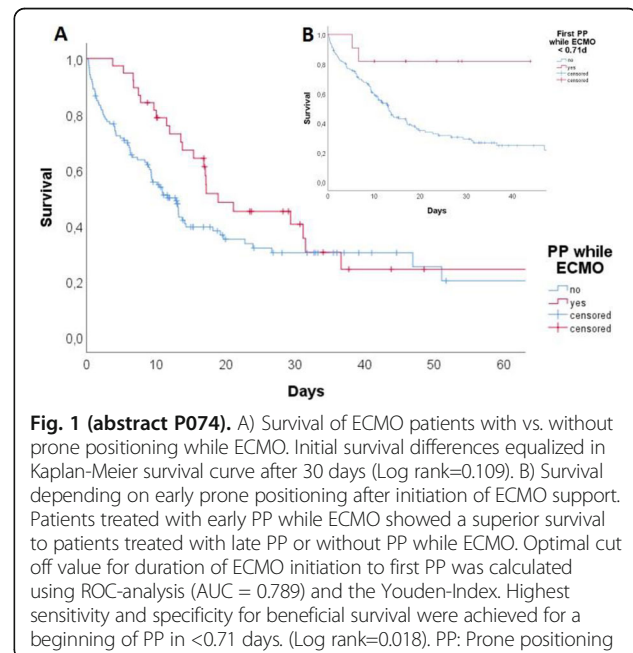 A
B
First PP
while ECMO
< 0.71d
no
yes
censored
censored
1,0
0,8
0,6
0,4
0,2
0,0
Survival
0
10
20
30
40
Days
1,0
0,8
0,6
0,4
0,2
0,0
Survival
0
10
20
30
40
50
60
Days
PP while
ECMO
no
yes
censored
censored
Fig. 1 (abstract P074). A) Survival of ECMO patients with vs. without
prone positioning while ECMO. Initial survival differences equalized in
Kaplan-Meier survival curve after 30 days (Log rank=0.109). B) Survival
depending on early prone positioning after initiation of ECMO support.
Patients treated with early PP while ECMO showed a superior survival
to patients treated with late PP or without PP while ECMO. Optimal cut
off value for duration of ECMO initiation to first PP was calculated
using ROC-analysis (AUC = 0.789) and the Youden-Index. Highest
sensitivity and specificity for beneficial survival were achieved for a
beginning of PP in <0.71 days. (Log rank=0.018). PP: Prone positioning